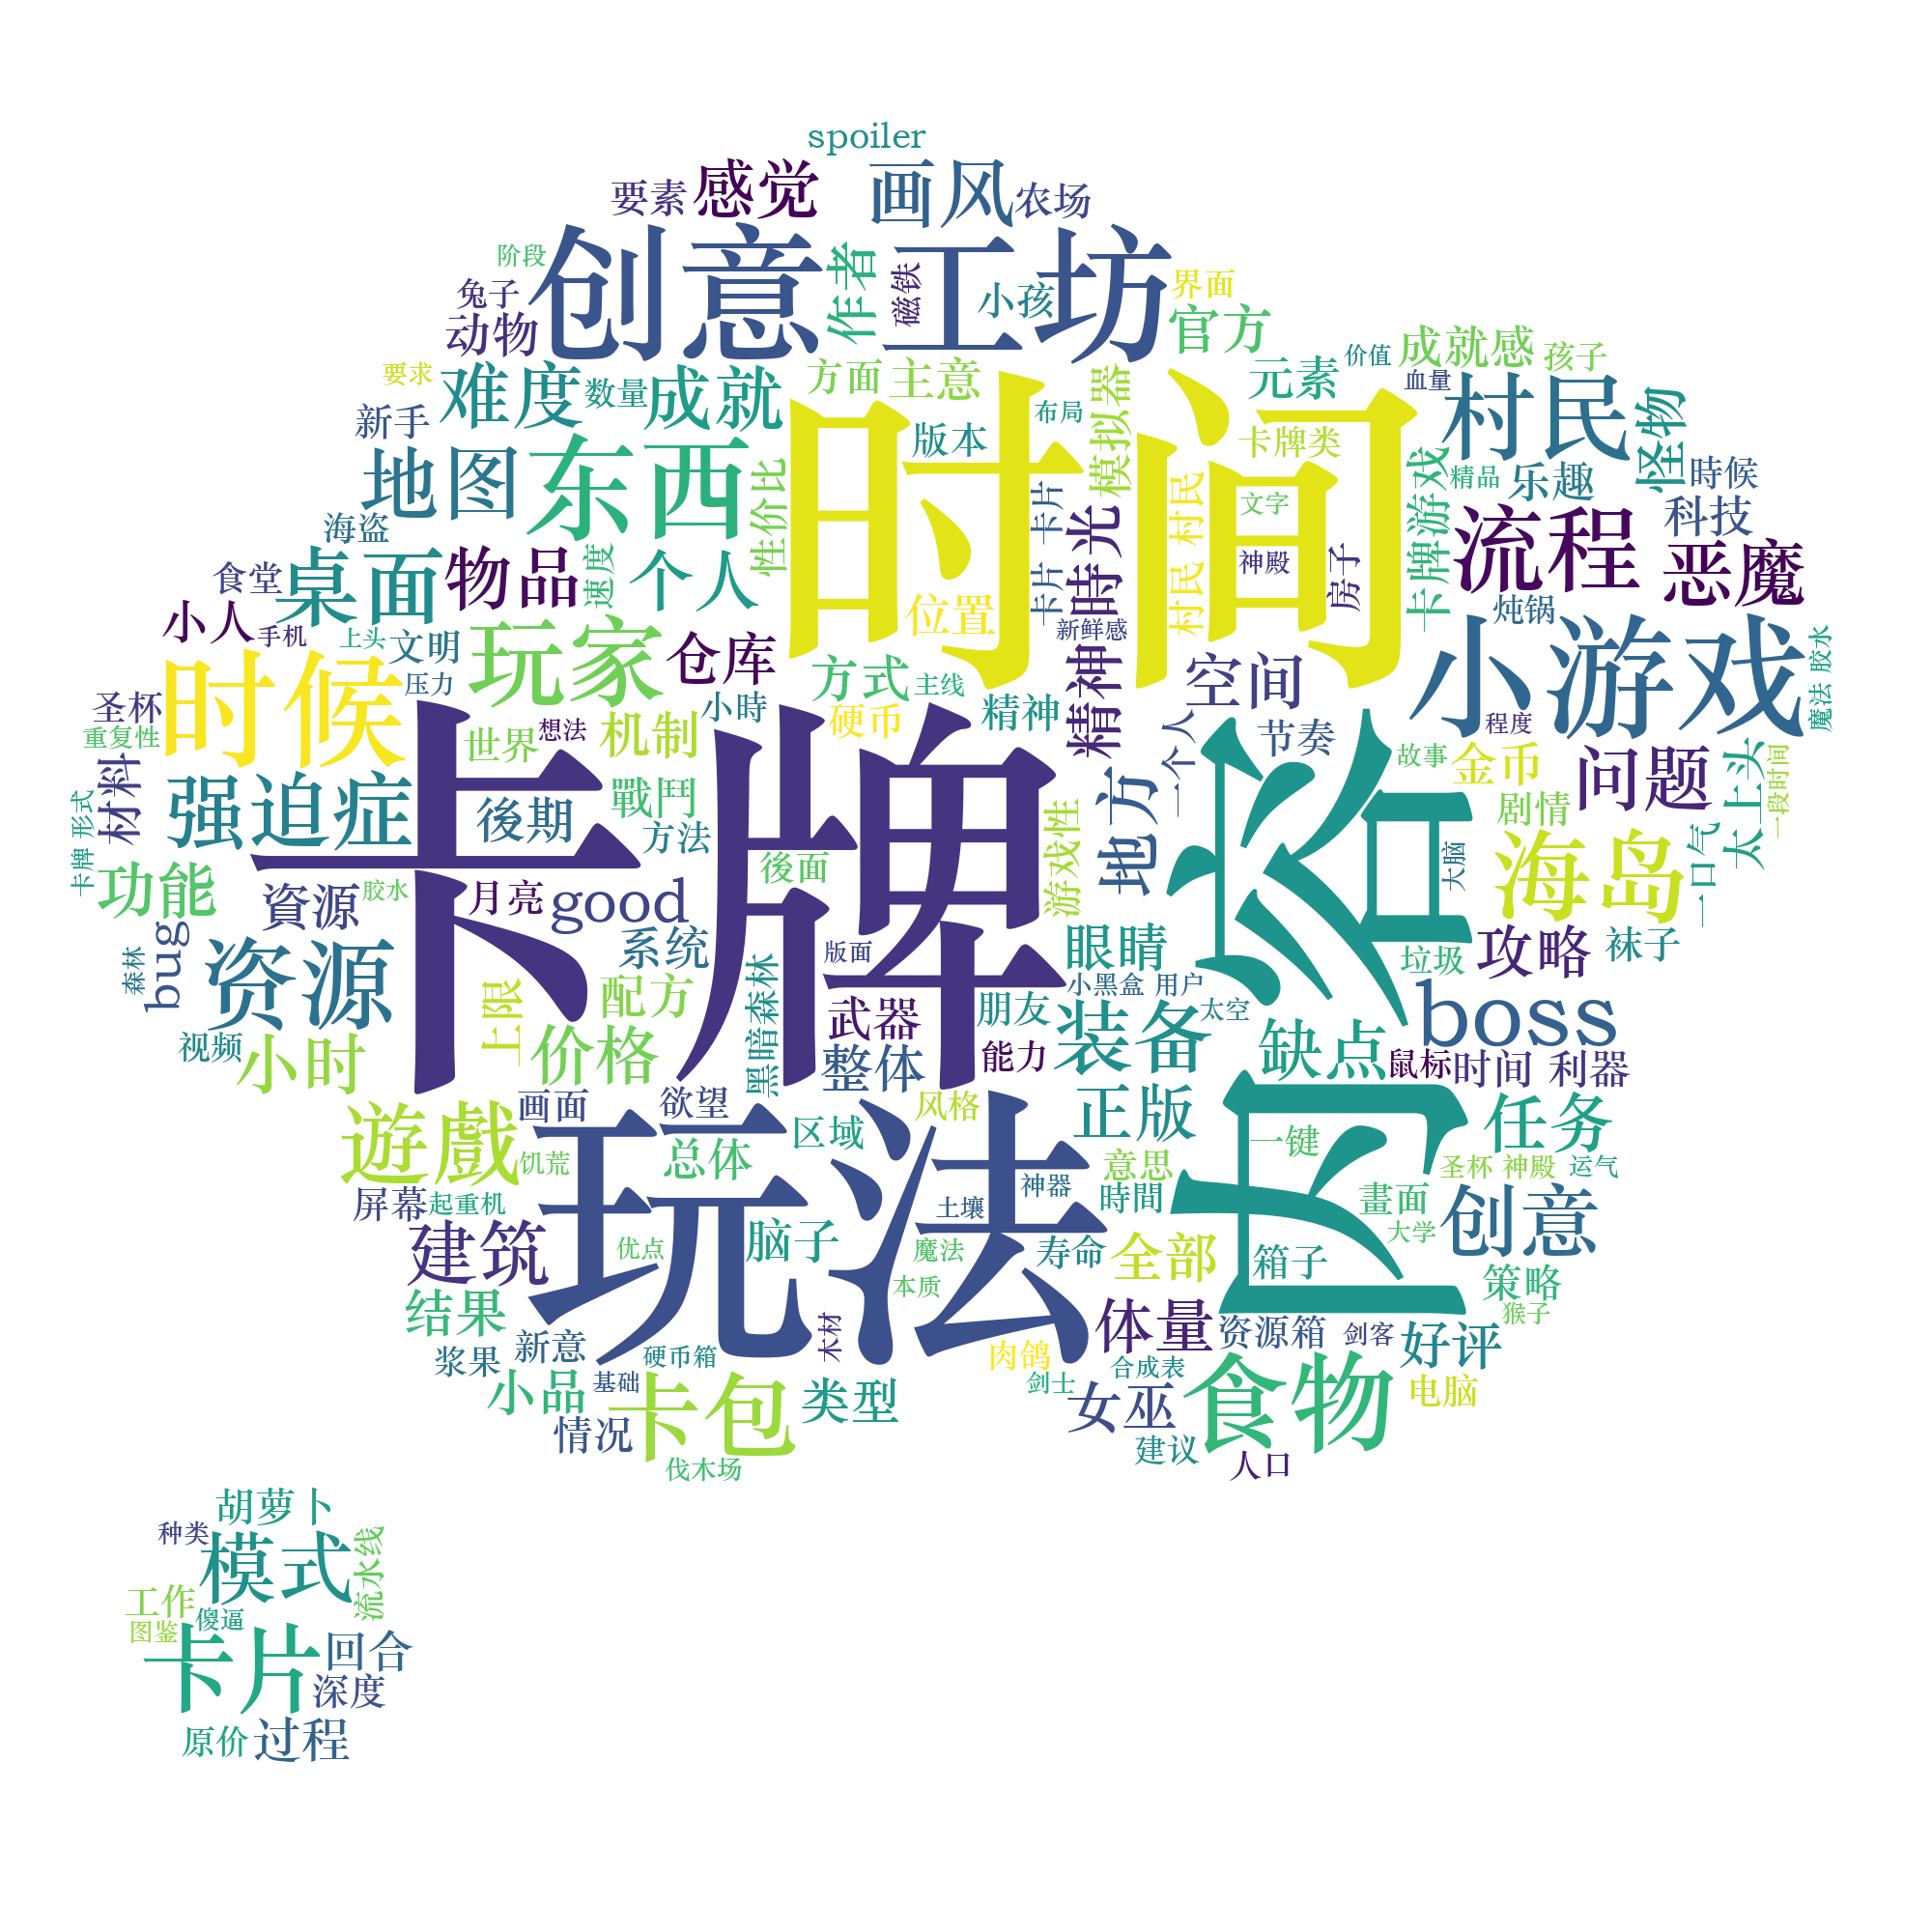 spoiler
要素
感觉
画风
农场
阶段
创意工坊
作者
磁铁
小孩
界面
兔子
动物
官方
要求
难度
数量
成就
方面
主意
模拟器
元素
价值
成就感
孩子
新手
布局
血量
村民
怪物
地图
东西
性价比
时间
版本
卡牌类
卡牌游戏
精品
乐趣
時候
海盗
卡片 卡片
村民 村民
文字
科技
食堂
桌面
物品
速度
个人
時光
神殿
房子
流程
恶魔
小人
手机
上头
文明
玩家
仓库
位置
新鲜感
炖锅
小游戏
魔法 胶水
时候
压力
方式
主线
精神
精神
空间
圣杯
重复性
小時
硬币
一个人
节奏
程度
世界
想法
机制
故事
金币
问题
太上头
一段时间
材料
强迫症
卡牌
後期
戰鬥
地方
剧情
卡牌 形式
方法
後面
游戏性
大脑
海岛
一口气
功能
資源
胶水
月亮
good
眼睛
垃圾
攻略
袜子
bug
森林
资源
系统
版面
小黑盒 用户
上限
配方
黑暗森林
武器
朋友
装备
太空
boss
视频
小时
价格
整体
能力
缺点
鼠标
时间 利器
画面
欲望
风格
正版
遊戲
区域
一键
任务
饥荒
总体
玩法
意思
圣杯 神殿
运气
屏幕
起重机
土壤
神器
時間
畫面
创意
建筑
优点
脑子
魔法
寿命
全部
箱子
大学
后治
结果
本质
策略
猴子
浆果
新意
硬币箱
木材
肉鸽
体量
资源箱
剑客
好评
小品
基础
卡包
类型
剑士
合成表
食物
电脑
情况
女巫
伐木场
建议
人口
胡萝卜
种类
模式
流水线
工作
傻逼
图鉴
卡片
回合
深度
原价
过程